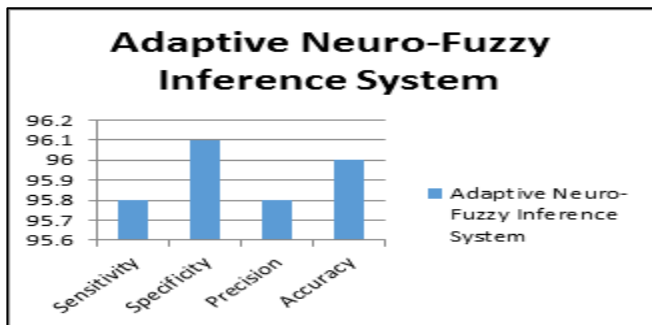 Adaptive Neuro-Fuzzy
Inference System
96.2
96.1
96
95.9
95.8
95.7
95.6
Sensitivity
Specificity
Precision
Accuracy
Adaptive Neuro-
Fuzzy Inference
System